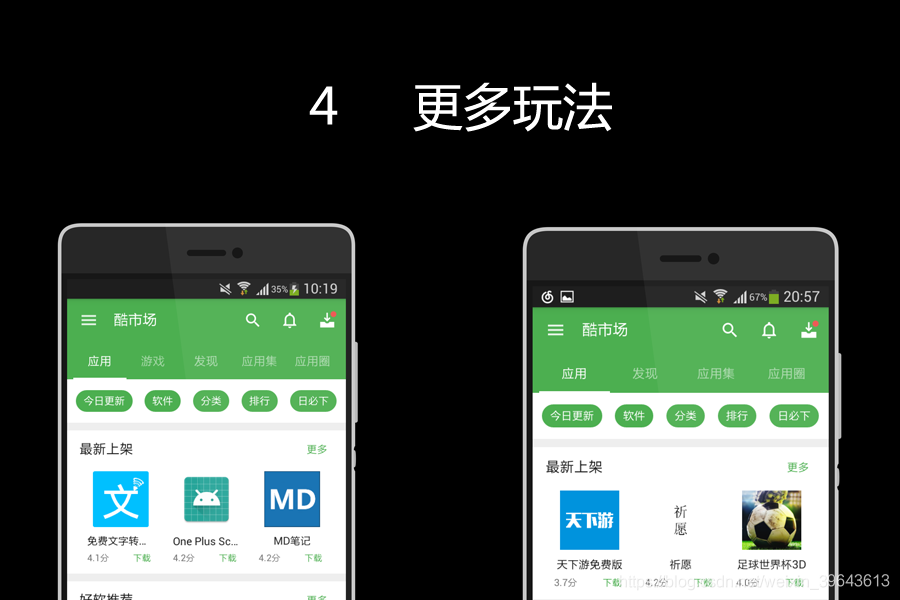 4 更多玩法
35% 10:19
酷市场
应用 游戏 发现 应用集 应用圈
今日更新 软件 分类 排行 日必下
最新上架 更多
文 MD
免费文字转… One Plus Sc… MD笔记
4.1分 下载 4.2分 下载 4.2分 下载
好软推荐 更多
67% 20:57
酷市场
应用 发现 应用集 应用圈
今日更新 软件 分类 排行 日必下
最新上架 更多
天下游 祈愿
天下游免费版 祈愿 足球世界杯3D
3.7分 下载 4.2分 下载 4.0分 下载